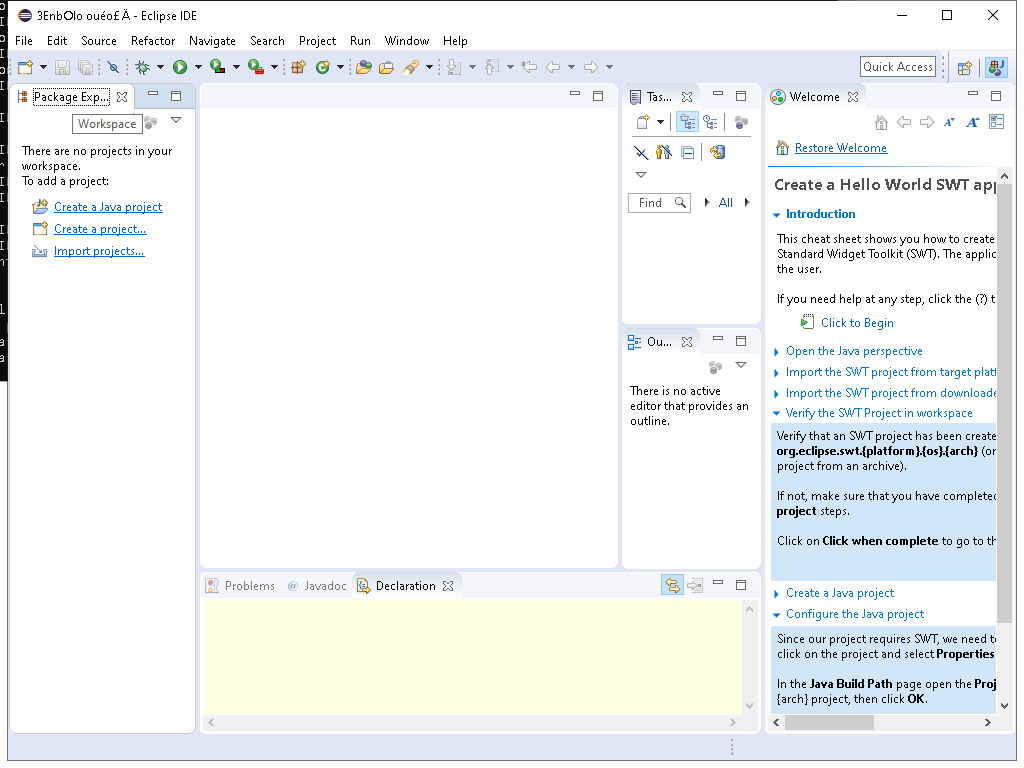 3EnbOlo ouéo£ Ä - Eclipse IDE
File Edit Source Refactor Navigate Search Project Run Window Help
Quick Access
Package Exp...
Workspace
There are no projects in your
workspace.
To add a project:
Create a Java project
Create a project...
Import projects...
Tas...
Find
All
Ou...
There is no active
editor that provides an
outline.
Problems @ Javadoc Declaration
Welcome
Restore Welcome
Create a Hello World SWT app
Introduction
This cheat sheet shows you how to create
Standard Widget Toolkit (SWT). The applic
the user.
If you need help at any step, click the (?) t
Click to Begin
Open the Java perspective
Import the SWT project from target platf
Import the SWT project from downloade
Verify the SWT Project in workspace
Verify that an SWT project has been create
org.eclipse.swt.{platform}.{os}.{arch} (or
project from an archive).
If not, make sure that you have completed
project steps.
Click on Click when complete to go to th
Create a Java project
Configure the Java project
Since our project requires SWT, we need to
click on the project and select Properties
In the Java Build Path page open the Proj
{arch} project, then click OK.